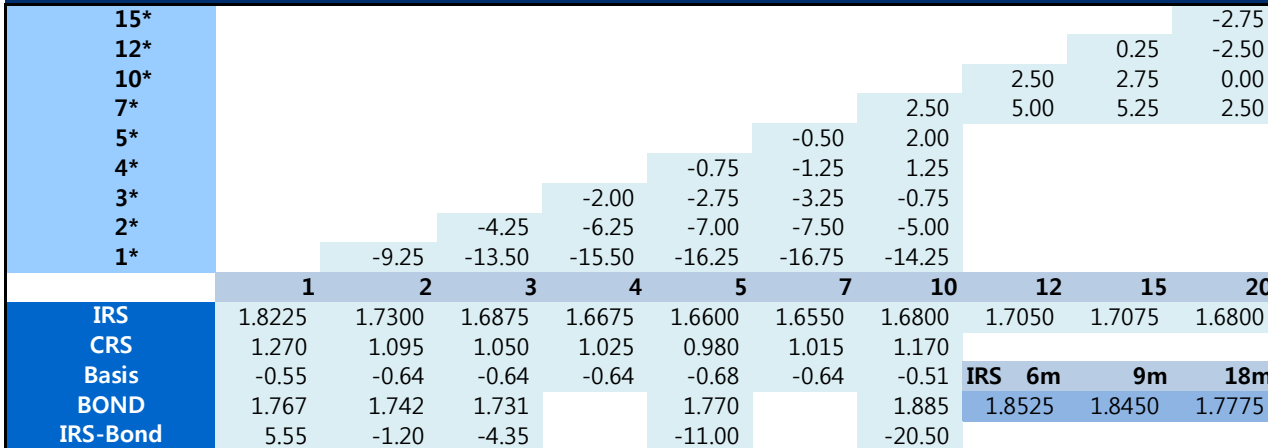 15* -2.75
12* 0.25 -2.50
10* 2.50 2.75 0.00
7* 2.50 5.00 5.25 2.50
5* -0.50 2.00
4* -0.75 -1.25 1.25
3* -2.00 -2.75 -3.25 -0.75
2* -4.25 -6.25 -7.00 -7.50 -5.00
1* -9.25 -13.50 -15.50 -16.25 -16.75 -14.25
1 2 3 4 5 7 10 12 15 20
IRS 1.8225 1.7300 1.6875 1.6675 1.6600 1.6550 1.6800 1.7050 1.7075 1.6800
CRS 1.270 1.095 1.050 1.025 0.980 1.015 1.170
Basis -0.55 -0.64 -0.64 -0.64 -0.68 -0.64 -0.51 IRS 6m 9m 18m
BOND 1.767 1.742 1.731 1.770 1.885 1.8525 1.8450 1.7775
IRS-Bond 5.55 -1.20 -4.35 -11.00 -20.50